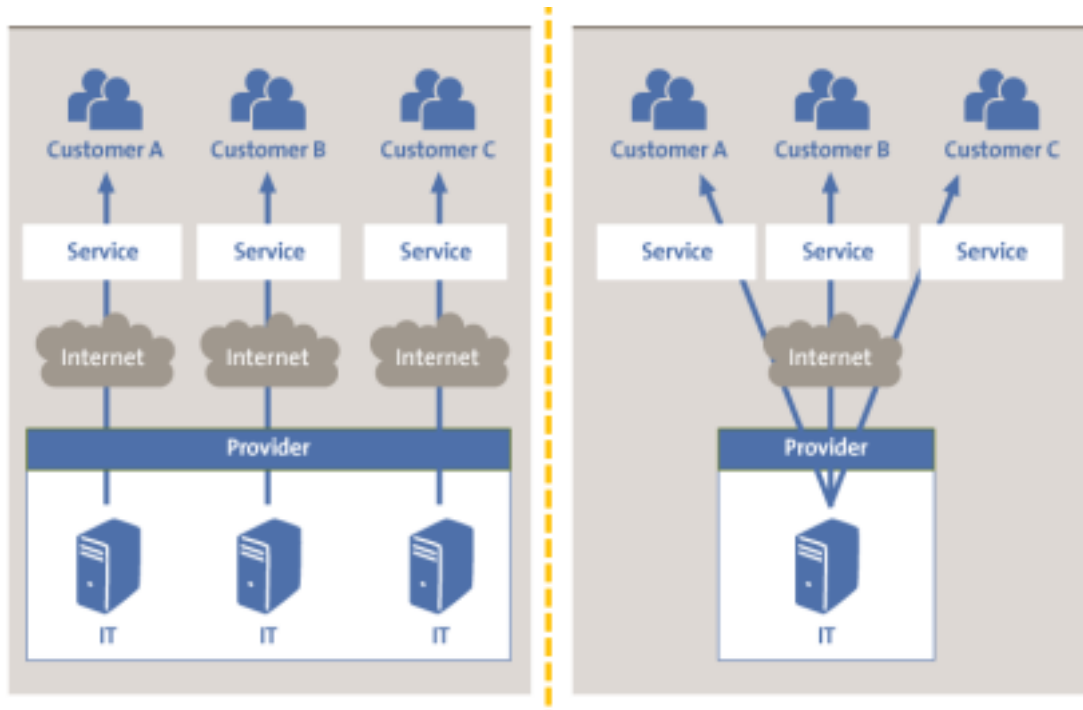 Customer A Customer B Customer C
Service Service Service
Internet Internet Internet
Provider
IT IT IT
Customer A Customer B Customer C
Service Service Service
Internet
Provider
IT